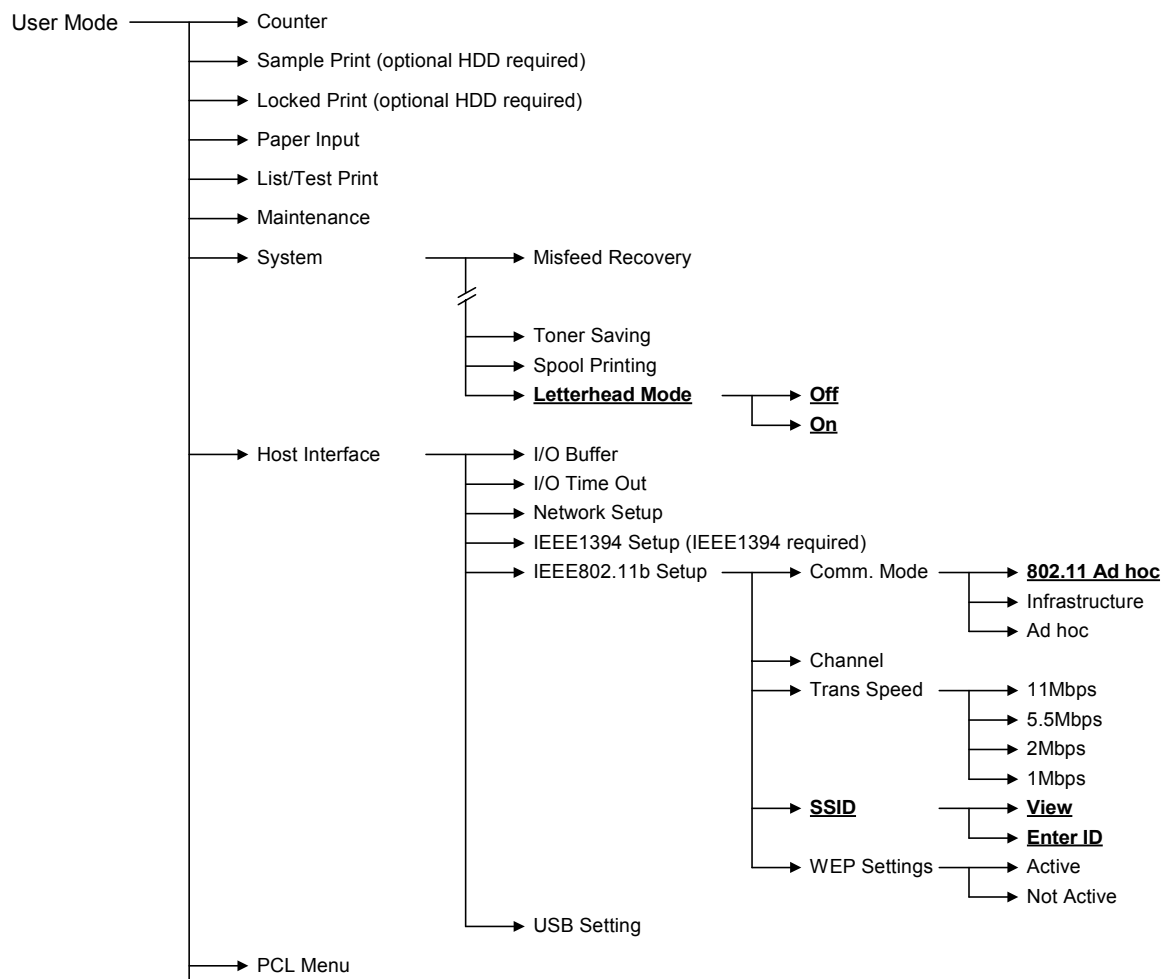 User Mode
Counter
Sample Print (optional HDD required)
Locked Print (optional HDD required)
Paper Input
List/Test Print
Maintenance
System
Misfeed Recovery
Toner Saving
Spool Printing
Letterhead Mode
Off
On
Host Interface
I/O Buffer
I/O Time Out
Network Setup
IEEE1394 Setup (IEEE1394 required)
IEEE802.11b Setup
Comm. Mode
802.11 Ad hoc
Infrastructure
Ad hoc
Channel
Trans Speed
11Mbps
5.5Mbps
2Mbps
1Mbps
SSID
View
Enter ID
WEP Settings
Active
Not Active
USB Setting
PCL Menu